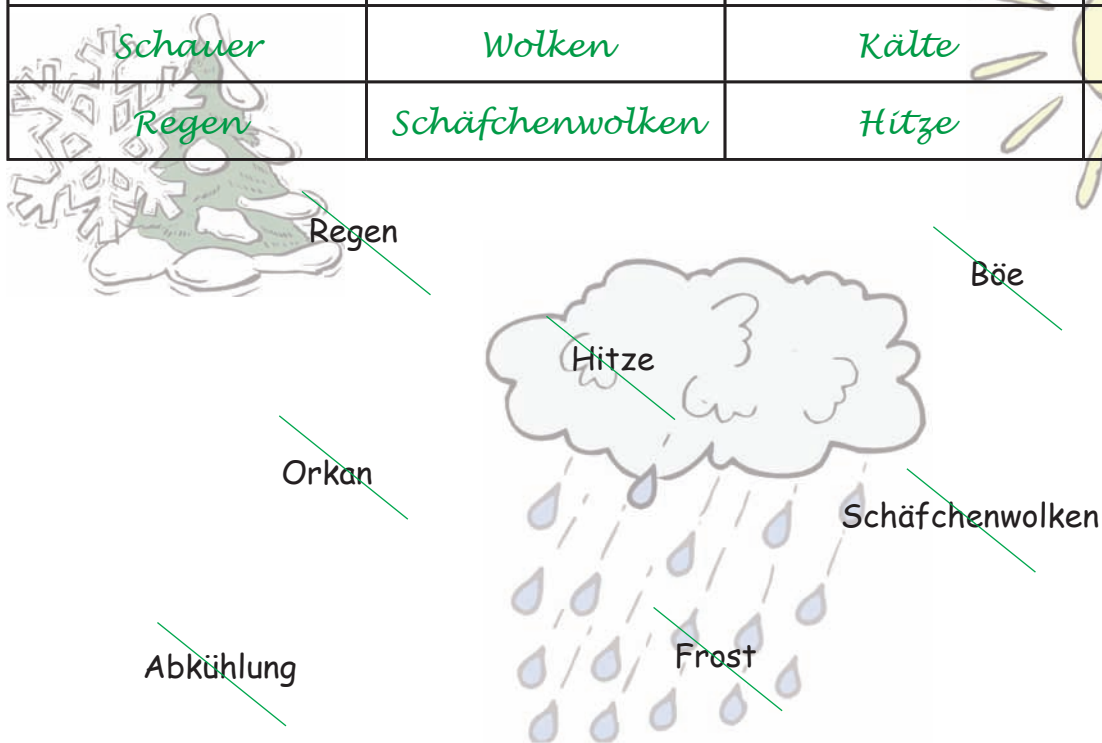 Schauer Wolken Kälte
Regen Schäfchenwolken Hitze
Regen
Böe
Hitze
Orkan
Schäfchenwolken
Frost
Abkühlung